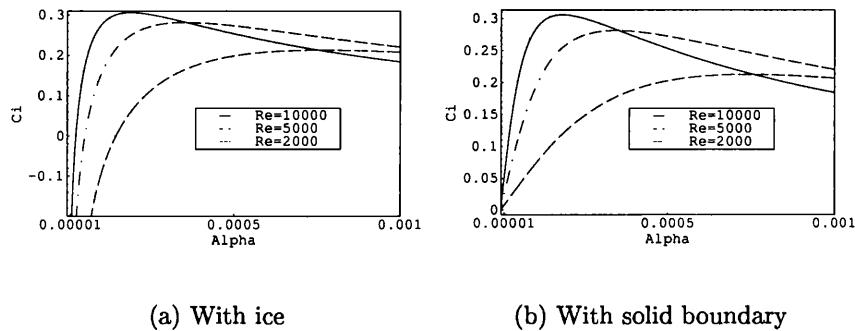 0.3
0.2
0.1
0
-0.1
Ci
Re=10000
Re=5000
Re=2000
0.00001
0.0005
0.001
Alpha
(a) With ice
0.3
0.25
0.2
0.15
0.1
0.05
0
Ci
Re=10000
Re=5000
Re=2000
0.00001
0.0005
0.001
Alpha
(b) With solid boundary